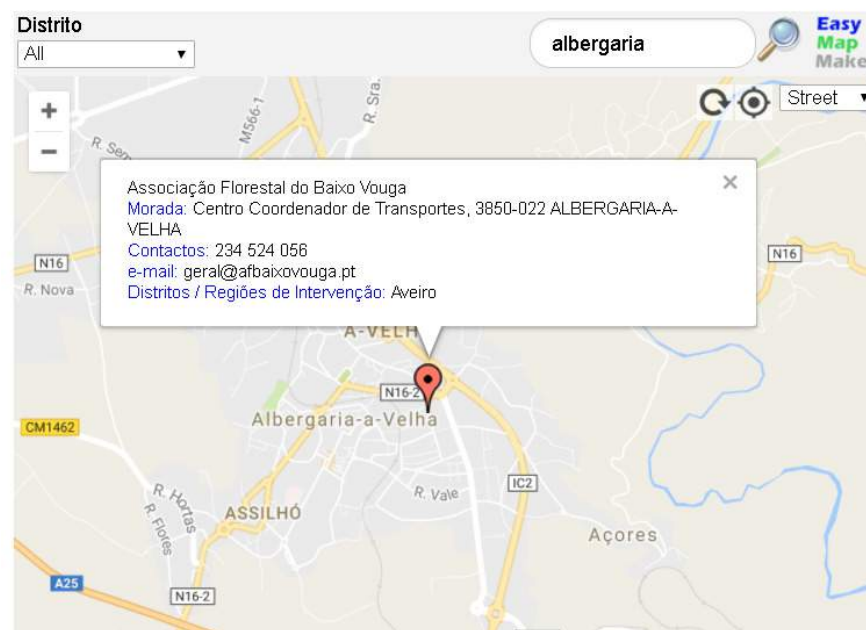 Distrito
All
albergaria
Easy
Map
Make
+
−
Street
M566-1
R. Sra.
R. Sem
×
Associação Florestal do Baixo Vouga
Morada: Centro Coordenador de Transportes, 3850-022 ALBERGARIA-A-
VELHA
Contactos: 234 524 056
e-mail: geral@afbaixovouga.pt
Distritos / Regiões de Intervenção: Aveiro
N16
R. Nova
N16
A-VELH
N16-2
Albergaria-a-Velha
CM1462
IC2
R. Vale
R. Hortas
R. Flores
ASSILHÓ
Açores
A25
N16-2